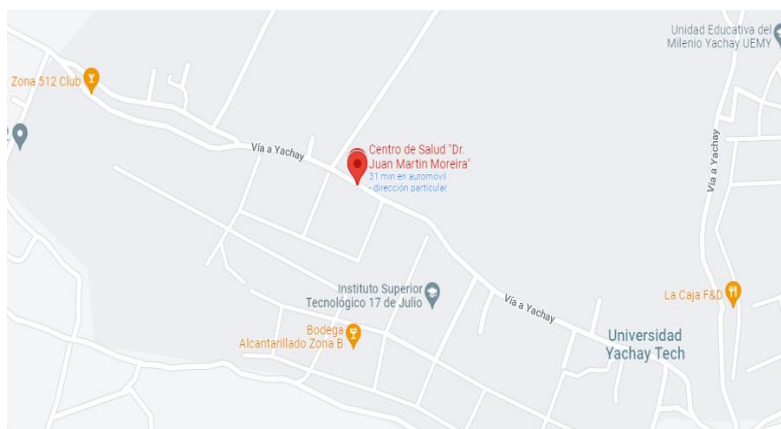 Unidad Educativa del
Milenio Yachay UEMY
Zona 512 Club
Vía a Yachay
Centro de Salud "Dr.
Juan Martin Moreira"
31 min en automóvil
- dirección particular
Vía a Yachay
Instituto Superior
Tecnológico 17 de Julio
Vía a Yachay
La Caja F&D
Bodega
Alcantarillado Zona B
Universidad
Yachay Tech